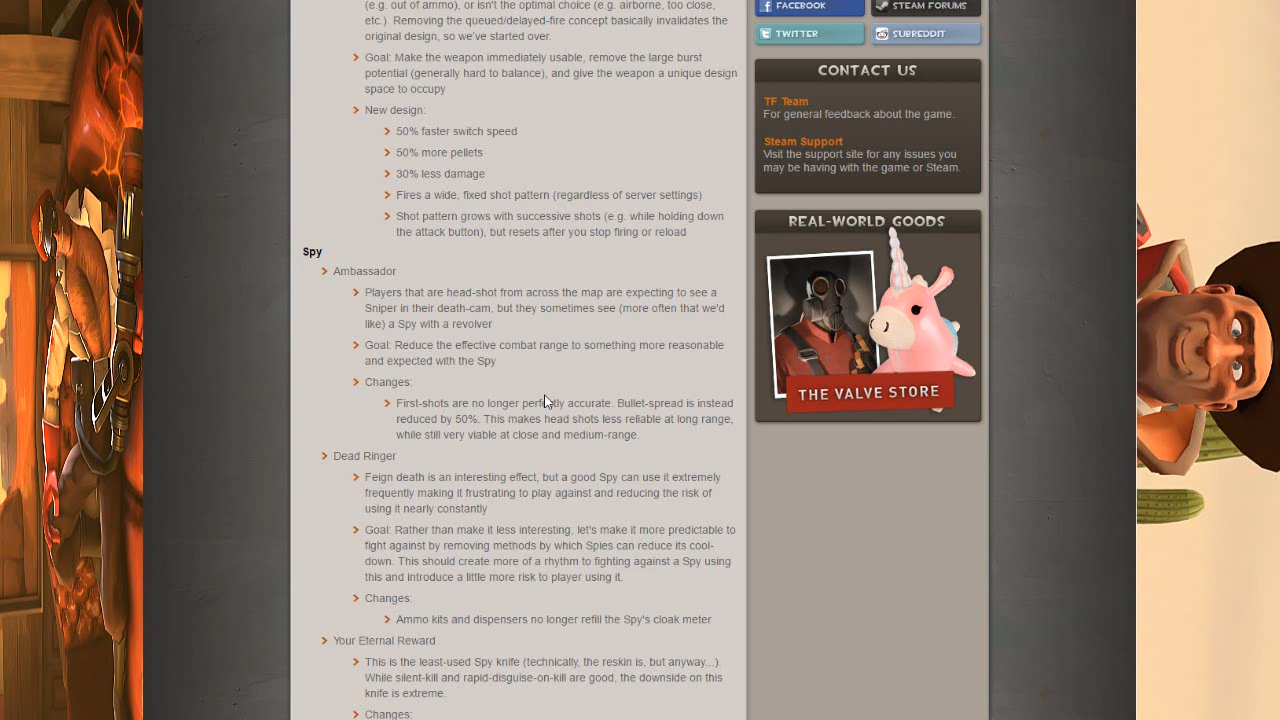 (e.g. out of ammo), or isn't the optimal choice (e.g. airborne, too close,
etc.). Removing the queued/delayed-fire concept basically invalidates the
original design, so we've started over.
Goal: Make the weapon immediately usable, remove the large burst
potential (generally hard to balance), and give the weapon a unique design
space to occupy
New design:
50% faster switch speed
50% more pellets
30% less damage
Fires a wide, fixed shot pattern (regardless of server settings)
Shot pattern grows with successive shots (e.g. while holding down
the attack button), but resets after you stop firing or reload
Spy
Ambassador
Players that are head-shot from across the map are expecting to see a
Sniper in their death-cam, but they sometimes see (more often that we'd
like) a Spy with a revolver
Goal: Reduce the effective combat range to something more reasonable
and expected with the Spy
Changes:
First-shots are no longer perfectly accurate. Bullet-spread is instead
reduced by 50%. This makes head shots less reliable at long range,
while still very viable at close and medium-range.
Dead Ringer
Feign death is an interesting effect, but a good Spy can use it extremely
frequently making it frustrating to play against and reducing the risk of
using it nearly constantly
Goal: Rather than make it less interesting, let's make it more predictable to
fight against by removing methods by which Spies can reduce its cool-
down. This should create more of a rhythm to fighting against a Spy using
this and introduce a little more risk to player using it.
Changes:
Ammo kits and dispensers no longer refill the Spy's cloak meter
Your Eternal Reward
This is the least-used Spy knife (technically, the reskin is, but anyway...).
While silent-kill and rapid-disguise-on-kill are good, the downside on this
knife is extreme.
Changes:
FACEBOOK
STEAM FORUMS
TWITTER
SUBREDDIT
CONTACT US
TF Team
For general feedback about the game.
Steam Support
Visit the support site for any issues you
may be having with the game or Steam.
REAL-WORLD GOODS
THE VALVE STORE